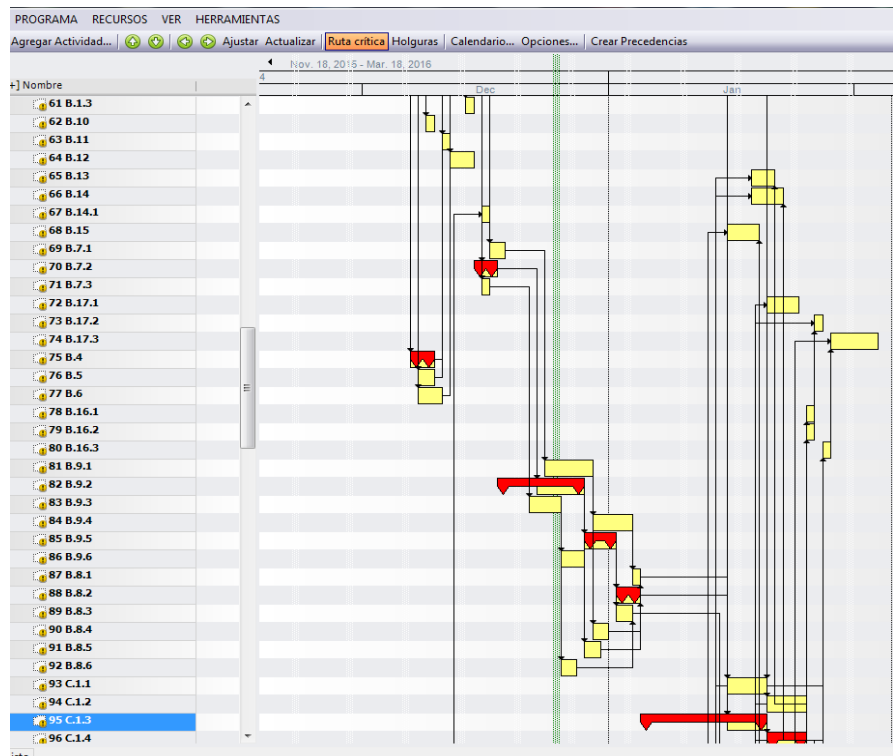 PROGRAMA RECURSOS VER HERRAMIENTAS
Agregar Actividad... Ajustar Actualizar Ruta crítica Holguras Calendario... Opciones... Crear Precedencias
Nov. 18, 2015 - Mar. 18, 2016
4
+] Nombre Dec Jan
61 B.1.3
62 B.10
63 B.11
64 B.12
65 B.13
66 B.14
67 B.14.1
68 B.15
69 B.7.1
70 B.7.2
71 B.7.3
72 B.17.1
73 B.17.2
74 B.17.3
75 B.4
76 B.5
77 B.6
78 B.16.1
79 B.16.2
80 B.16.3
81 B.9.1
82 B.9.2
83 B.9.3
84 B.9.4
85 B.9.5
86 B.9.6
87 B.8.1
88 B.8.2
89 B.8.3
90 B.8.4
91 B.8.5
92 B.8.6
93 C.1.1
94 C.1.2
95 C.1.3
96 C.1.4